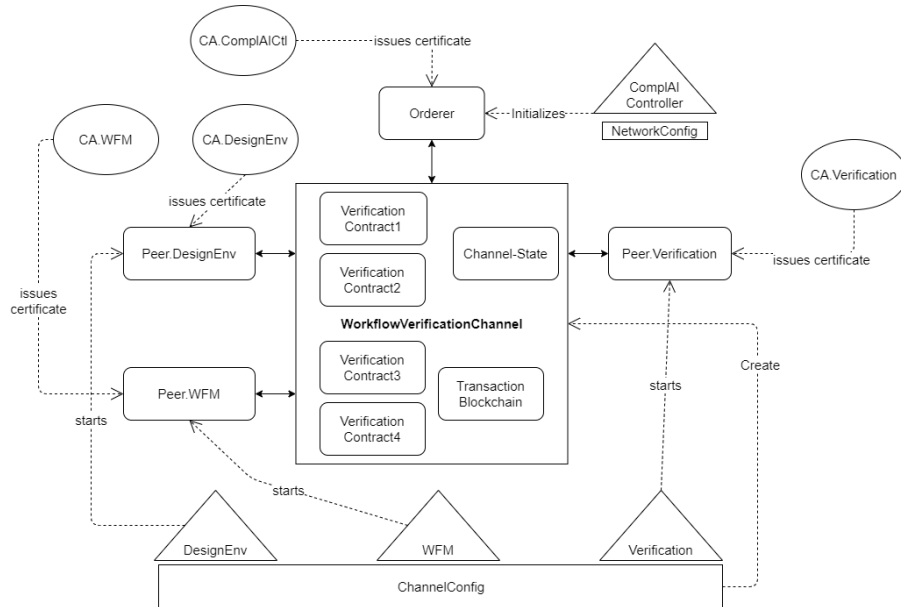 CA.ComplAICtl
issues certificate
ComplAI
Controller
Orderer
Initializes
NetworkConfig
CA.WFM
CA.DesignEnv
CA.Verification
issues certificate
Verification
Contract1
Peer.DesignEnv
Channel-State
Peer.Verification
issues certificate
Verification
Contract2
issues
certificate
WorkflowVerificationChannel
Verification
Contract3
Create
Peer.WFM
Transaction
Blockchain
starts
Verification
Contract4
starts
starts
DesignEnv
WFM
Verification
ChannelConfig